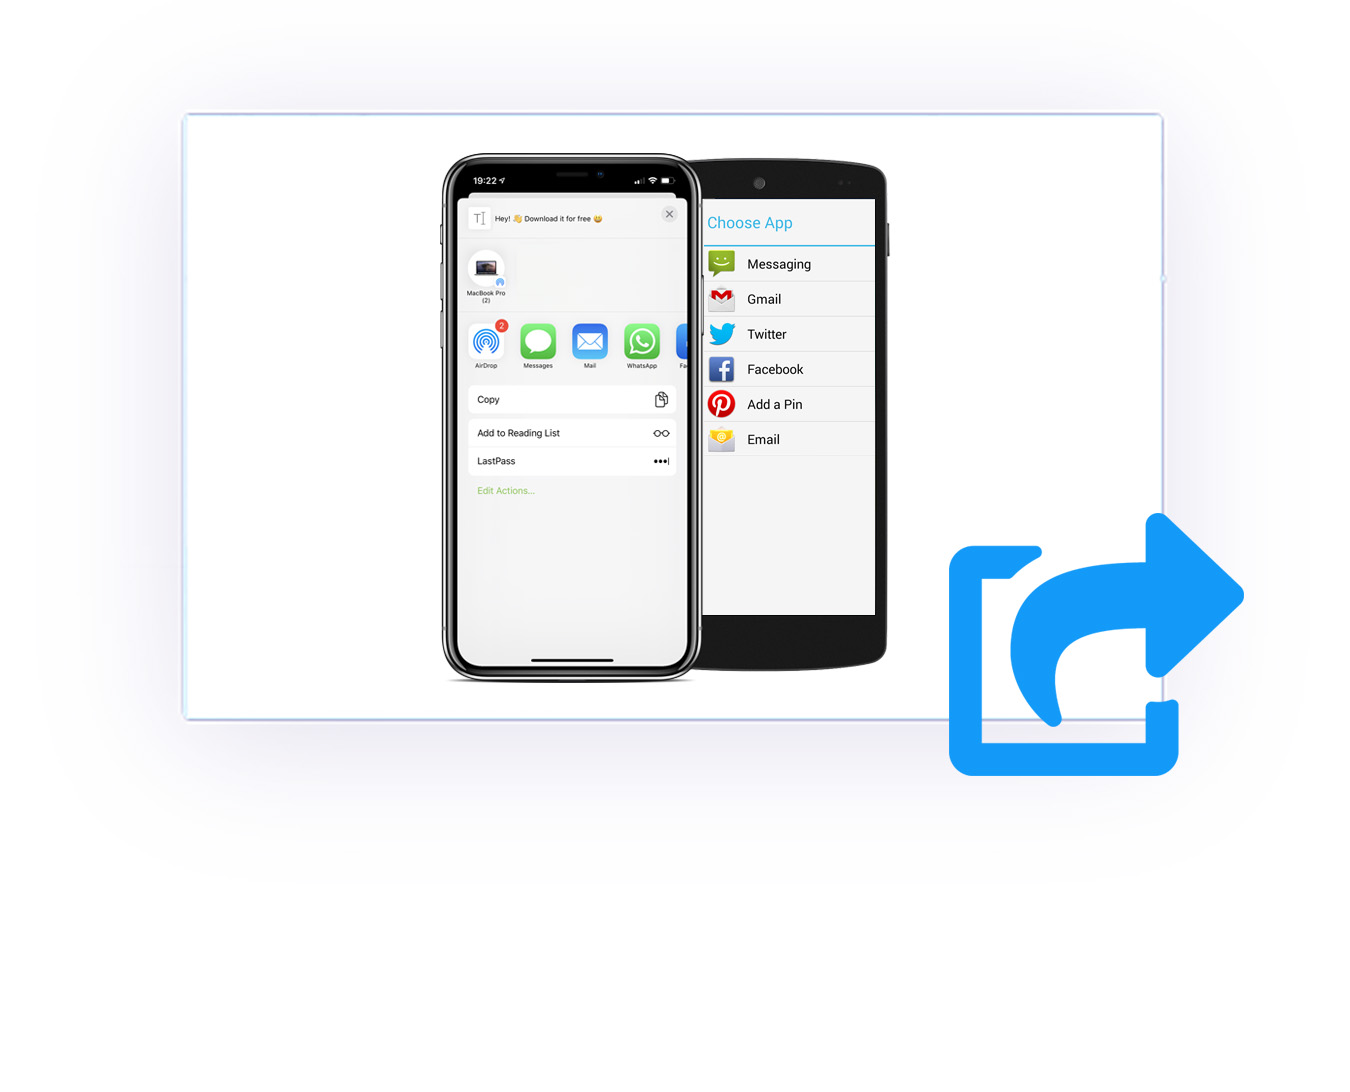 19:22
T
Hey! 👋 Download it for free 😀
MacBook Pro
(2)
2
AirDrop
Messages
Mail
WhatsApp
Fa
Copy
Add to Reading List
LastPass
Edit Actions...
Choose App
Messaging
Gmail
Twitter
Facebook
Add a Pin
Email